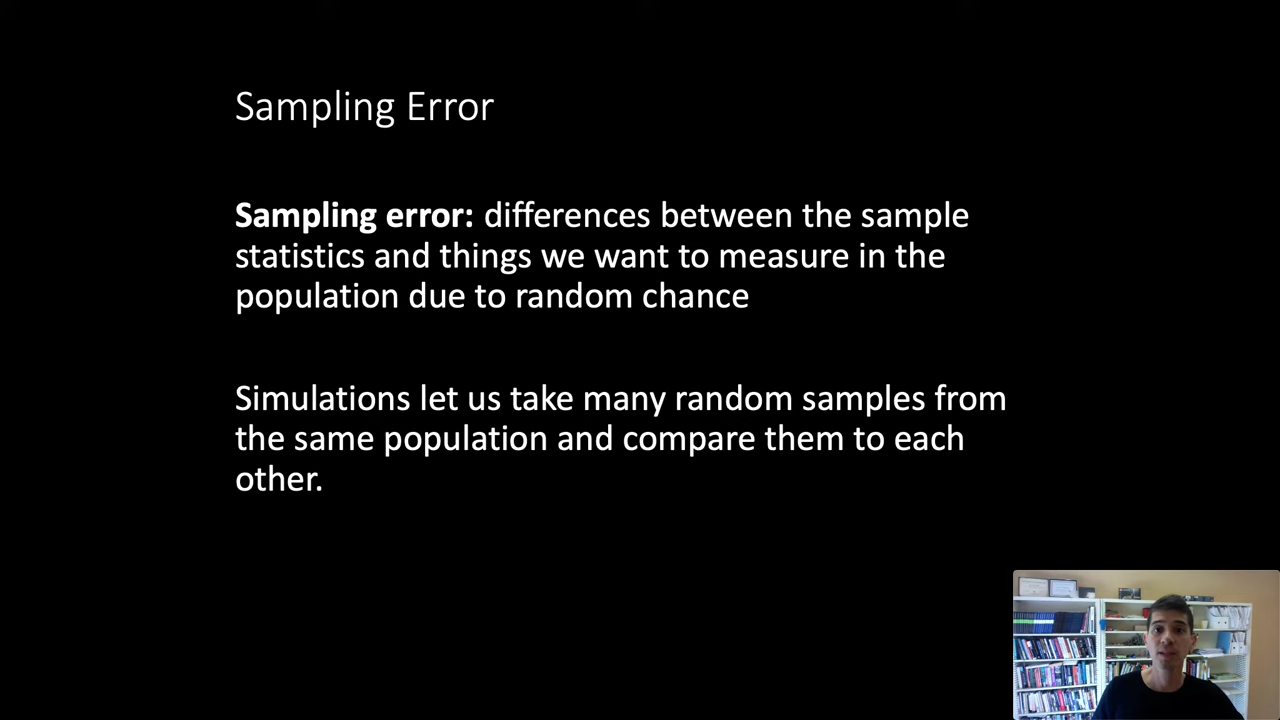 Sampling Error
Sampling error: differences between the sample
statistics and things we want to measure in the
population due to random chance
Simulations let us take many random samples from
the same population and compare them to each
other.